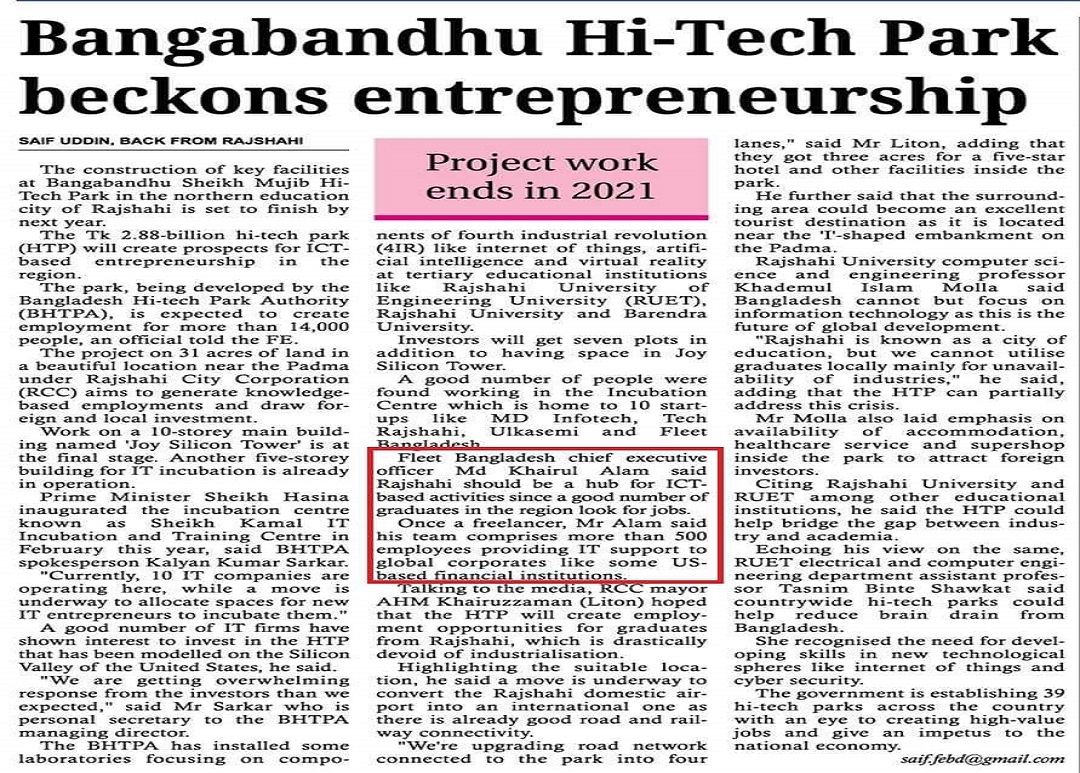 Bangabandhu Hi-Tech Park
beckons entrepreneurship
SAIF UDDIN, BACK FROM RAJSHAHI
The construction of key facilities
at Bangabandhu Sheikh Mujib Hi-
Tech Park in the northern education
city of Rajshahi is set to finish by
next year.
The Tk 2.88-billion hi-tech park
(HTP) will create prospects for ICT-
based entrepreneurship in the
region.
The park, being developed by the
Bangladesh Hi-tech Park Authority
(BHTPA), is expected to create
employment for more than 14,000
people, an official told the FE.
The project on 31 acres of land in
a beautiful location near the Padma
under Rajshahi City Corporation
(RCC) aims to generate knowledge-
based employments and draw for-
eign and local investment.
Work on a 10-storey main build-
ing named 'Joy Silicon Tower' is at
the final stage. Another five-storey
building for IT incubation is already
in operation.
Prime Minister Sheikh Hasina
inaugurated the incubation centre
known as Sheikh Kamal IT
Incubation and Training Centre in
February this year, said BHTPA
spokesperson Kalyan Kumar Sarkar.
"Currently, 10 IT companies are
operating here, while a move is
underway to allocate spaces for new
IT entrepreneurs to incubate them."
A good number of IT firms have
shown interest to invest in the HTP
that has been modelled on the Silicon
Valley of the United States, he said.
"We are getting overwhelming
response from the investors than we
expected," said Mr Sarkar who is
personal secretary to the BHTPA
managing director.
The BHTPA has installed some
laboratories focusing on compo-
Project work
ends in 2021
nents of fourth industrial revolution
(4IR) like internet of things, artifi-
cial intelligence and virtual reality
at tertiary educational institutions
like Rajshahi University of
Engineering University (RUET),
Rajshahi University and Barendra
University.
Investors will get seven plots in
addition to having space in Joy
Silicon Tower.
A good number of people were
found working in the Incubation
Centre which is home to 10 start-
ups like MD Infotech, Tech
Rajshahi, Ulkasemi and Fleet
Bangladesh.
Fleet Bangladesh chief executive
officer Md Khairul Alam said
Rajshahi should be a hub for ICT-
based activities since a good number of
graduates in the region look for jobs.
Once a freelancer, Mr Alam said
his team comprises more than 500
employees providing IT support to
global corporates like some US-
based financial institutions.
Talking to the media, RCC mayor
AHM Khairuzzaman (Liton) hoped
that the HTP will create employ-
ment opportunities for graduates
from Rajshahi, which is drastically
devoid of industrialisation.
Highlighting the suitable loca-
tion, he said a move is underway to
convert the Rajshahi domestic air-
port into an international one as
there is already good road and rail-
way connectivity.
"We're upgrading road network
connected to the park into four
lanes," said Mr Liton, adding that
they got three acres for a five-star
hotel and other facilities inside the
park.
He further said that the surround-
ing area could become an excellent
tourist destination as it is located
near the 'I'-shaped embankment on
the Padma.
Rajshahi University computer sci-
ence and engineering professor
Khademul Islam Molla said
Bangladesh cannot but focus on
information technology as this is the
future of global development.
"Rajshahi is known as a city of
education, but we cannot utilise
graduates locally mainly for unavail-
ability of industries," he said,
adding that the HTP can partially
address this crisis.
Mr Molla also laid emphasis on
availability of accommodation,
healthcare service and supershop
inside the park to attract foreign
investors.
Citing Rajshahi University and
RUET among other educational
institutions, he said the HTP could
help bridge the gap between indus-
try and academia.
Echoing his view on the same,
RUET electrical and computer engi-
neering department assistant profes-
sor Tasnim Binte Shawkat said
countrywide hi-tech parks could
help reduce brain drain from
Bangladesh.
She recognised the need for devel-
oping skills in new technological
spheres like internet of things and
cyber security.
The government is establishing 39
hi-tech parks across the country
with an eye to creating high-value
jobs and give an impetus to the
national economy.
saif.febd@gmail.com